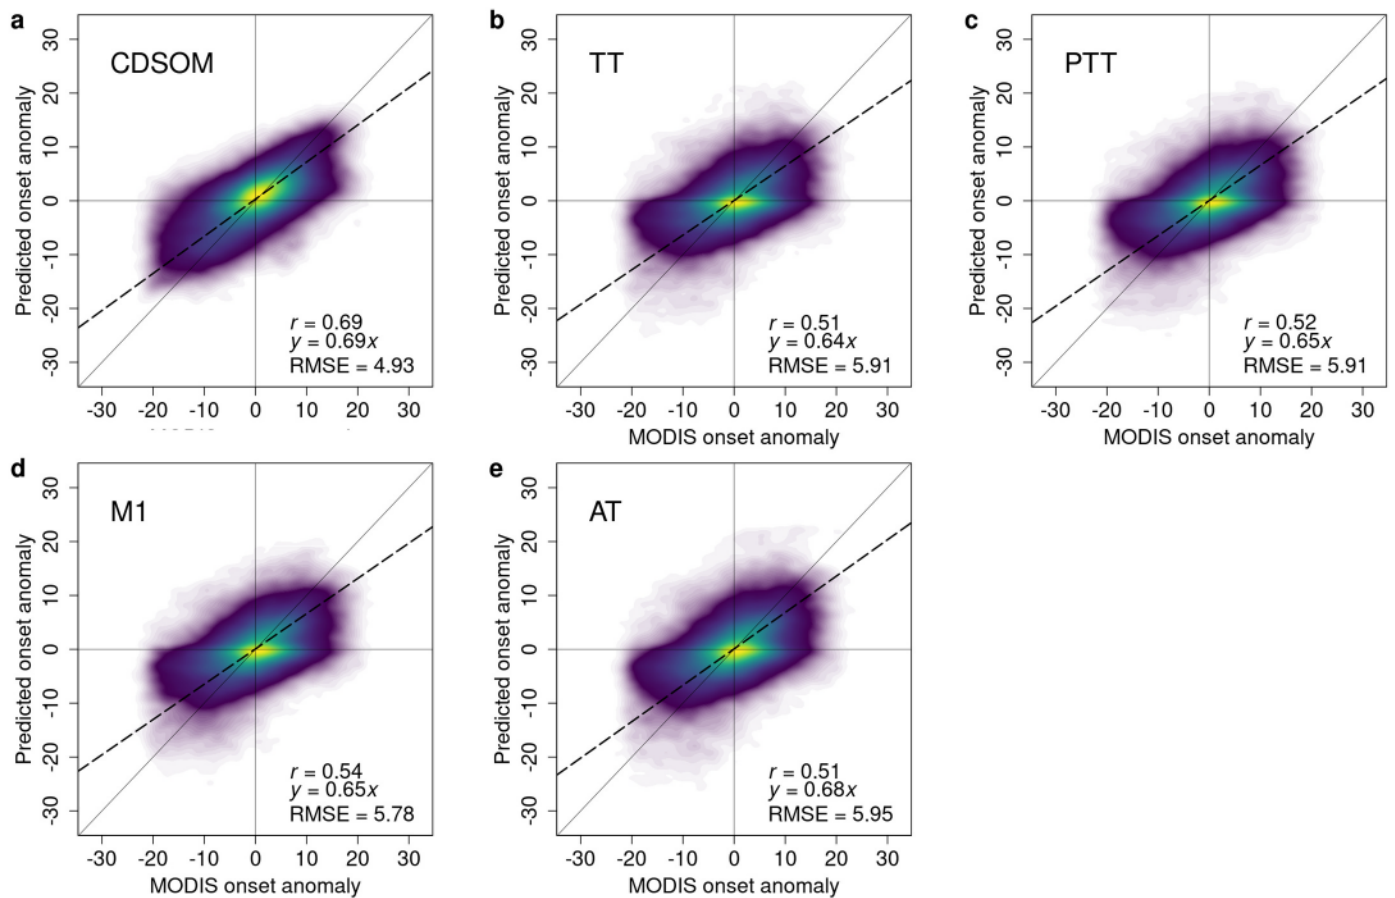 a
CDSOM
Predicted onset anomaly
30
20
10
0
-10
-20
-30
r = 0.69
y = 0.69x
RMSE = 4.93
-30 -20 -10 0 10 20 30
b
TT
Predicted onset anomaly
30
20
10
0
-10
-20
-30
r = 0.51
y = 0.64x
RMSE = 5.91
-30 -20 -10 0 10 20 30
MODIS onset anomaly
c
PTT
Predicted onset anomaly
30
20
10
0
-10
-20
-30
r = 0.52
y = 0.65x
RMSE = 5.91
-30 -20 -10 0 10 20 30
MODIS onset anomaly
d
M1
Predicted onset anomaly
30
20
10
0
-10
-20
-30
r = 0.54
y = 0.65x
RMSE = 5.78
-30 -20 -10 0 10 20 30
MODIS onset anomaly
e
AT
Predicted onset anomaly
30
20
10
0
-10
-20
-30
r = 0.51
y = 0.68x
RMSE = 5.95
-30 -20 -10 0 10 20 30
MODIS onset anomaly